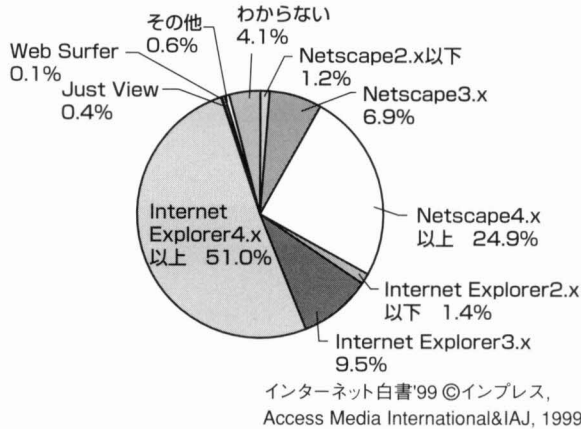 その他
0.6%
わからない
4.1%
Web Surfer
0.1%
Just View
0.4%
Netscape2.x以下
1.2%
Netscape3.x
6.9%
Netscape4.x
以上 24.9%
Internet Explorer2.x
以下 1.4%
Internet Explorer3.x
9.5%
Internet
Explorer4.x
以上 51.0%
インターネット白書'99 ©インプレス,
Access Media International&IAJ, 1999